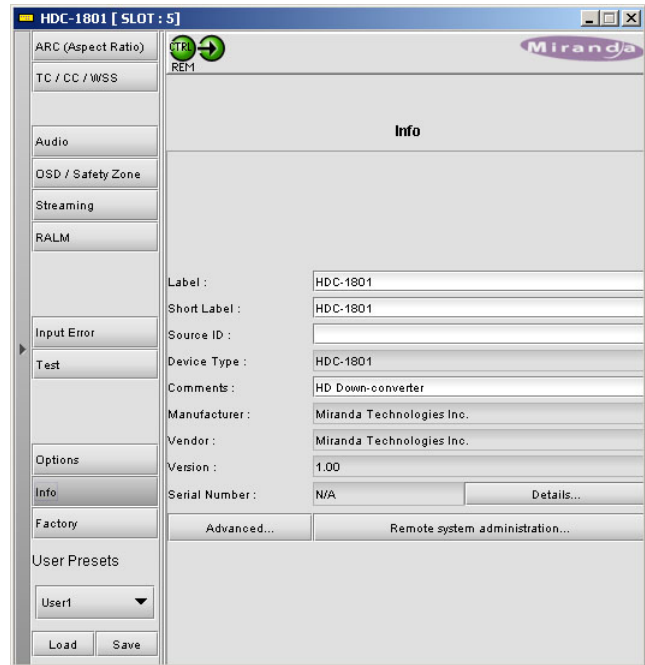 HDC-1801 [ SLOT : 5]
ARC (Aspect Ratio)
TC / CC / WSS
Audio
OSD / Safety Zone
Streaming
RALM
Input Error
Test
Options
Info
Factory
User Presets
User1
Load Save
CTRL
REM
Miranda
Info
Label : HDC-1801
Short Label : HDC-1801
Source ID :
Device Type : HDC-1801
Comments : HD Down-converter
Manufacturer : Miranda Technologies Inc.
Vendor : Miranda Technologies Inc.
Version : 1.00
Serial Number : N/A Details...
Advanced... Remote system administration...